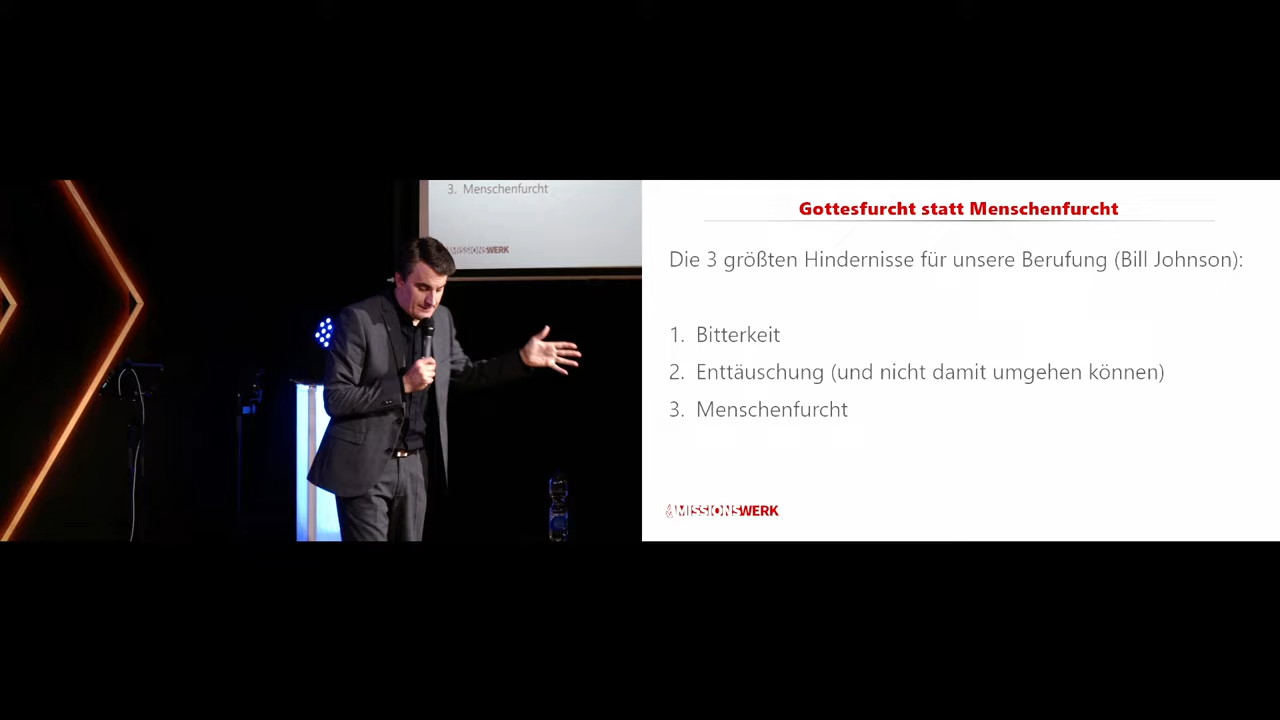 3. Menschenfurcht
MISSIONSWERK
Gottesfurcht statt Menschenfurcht
Die 3 größten Hindernisse für unsere Berufung (Bill Johnson):
1. Bitterkeit
2. Enttäuschung (und nicht damit umgehen können)
3. Menschenfurcht
MISSIONSWERK